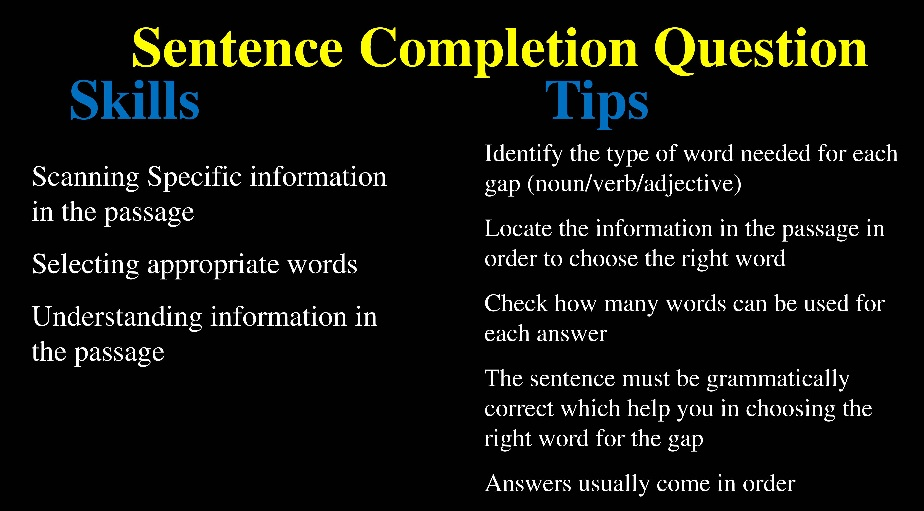 Sentence Completion Question
Skills
Scanning Specific information
in the passage
Selecting appropriate words
Understanding information in
the passage
Tips
Identify the type of word needed for each
gap (noun/verb/adjective)
Locate the information in the passage in
order to choose the right word
Check how many words can be used for
each answer
The sentence must be grammatically
correct which help you in choosing the
right word for the gap
Answers usually come in order